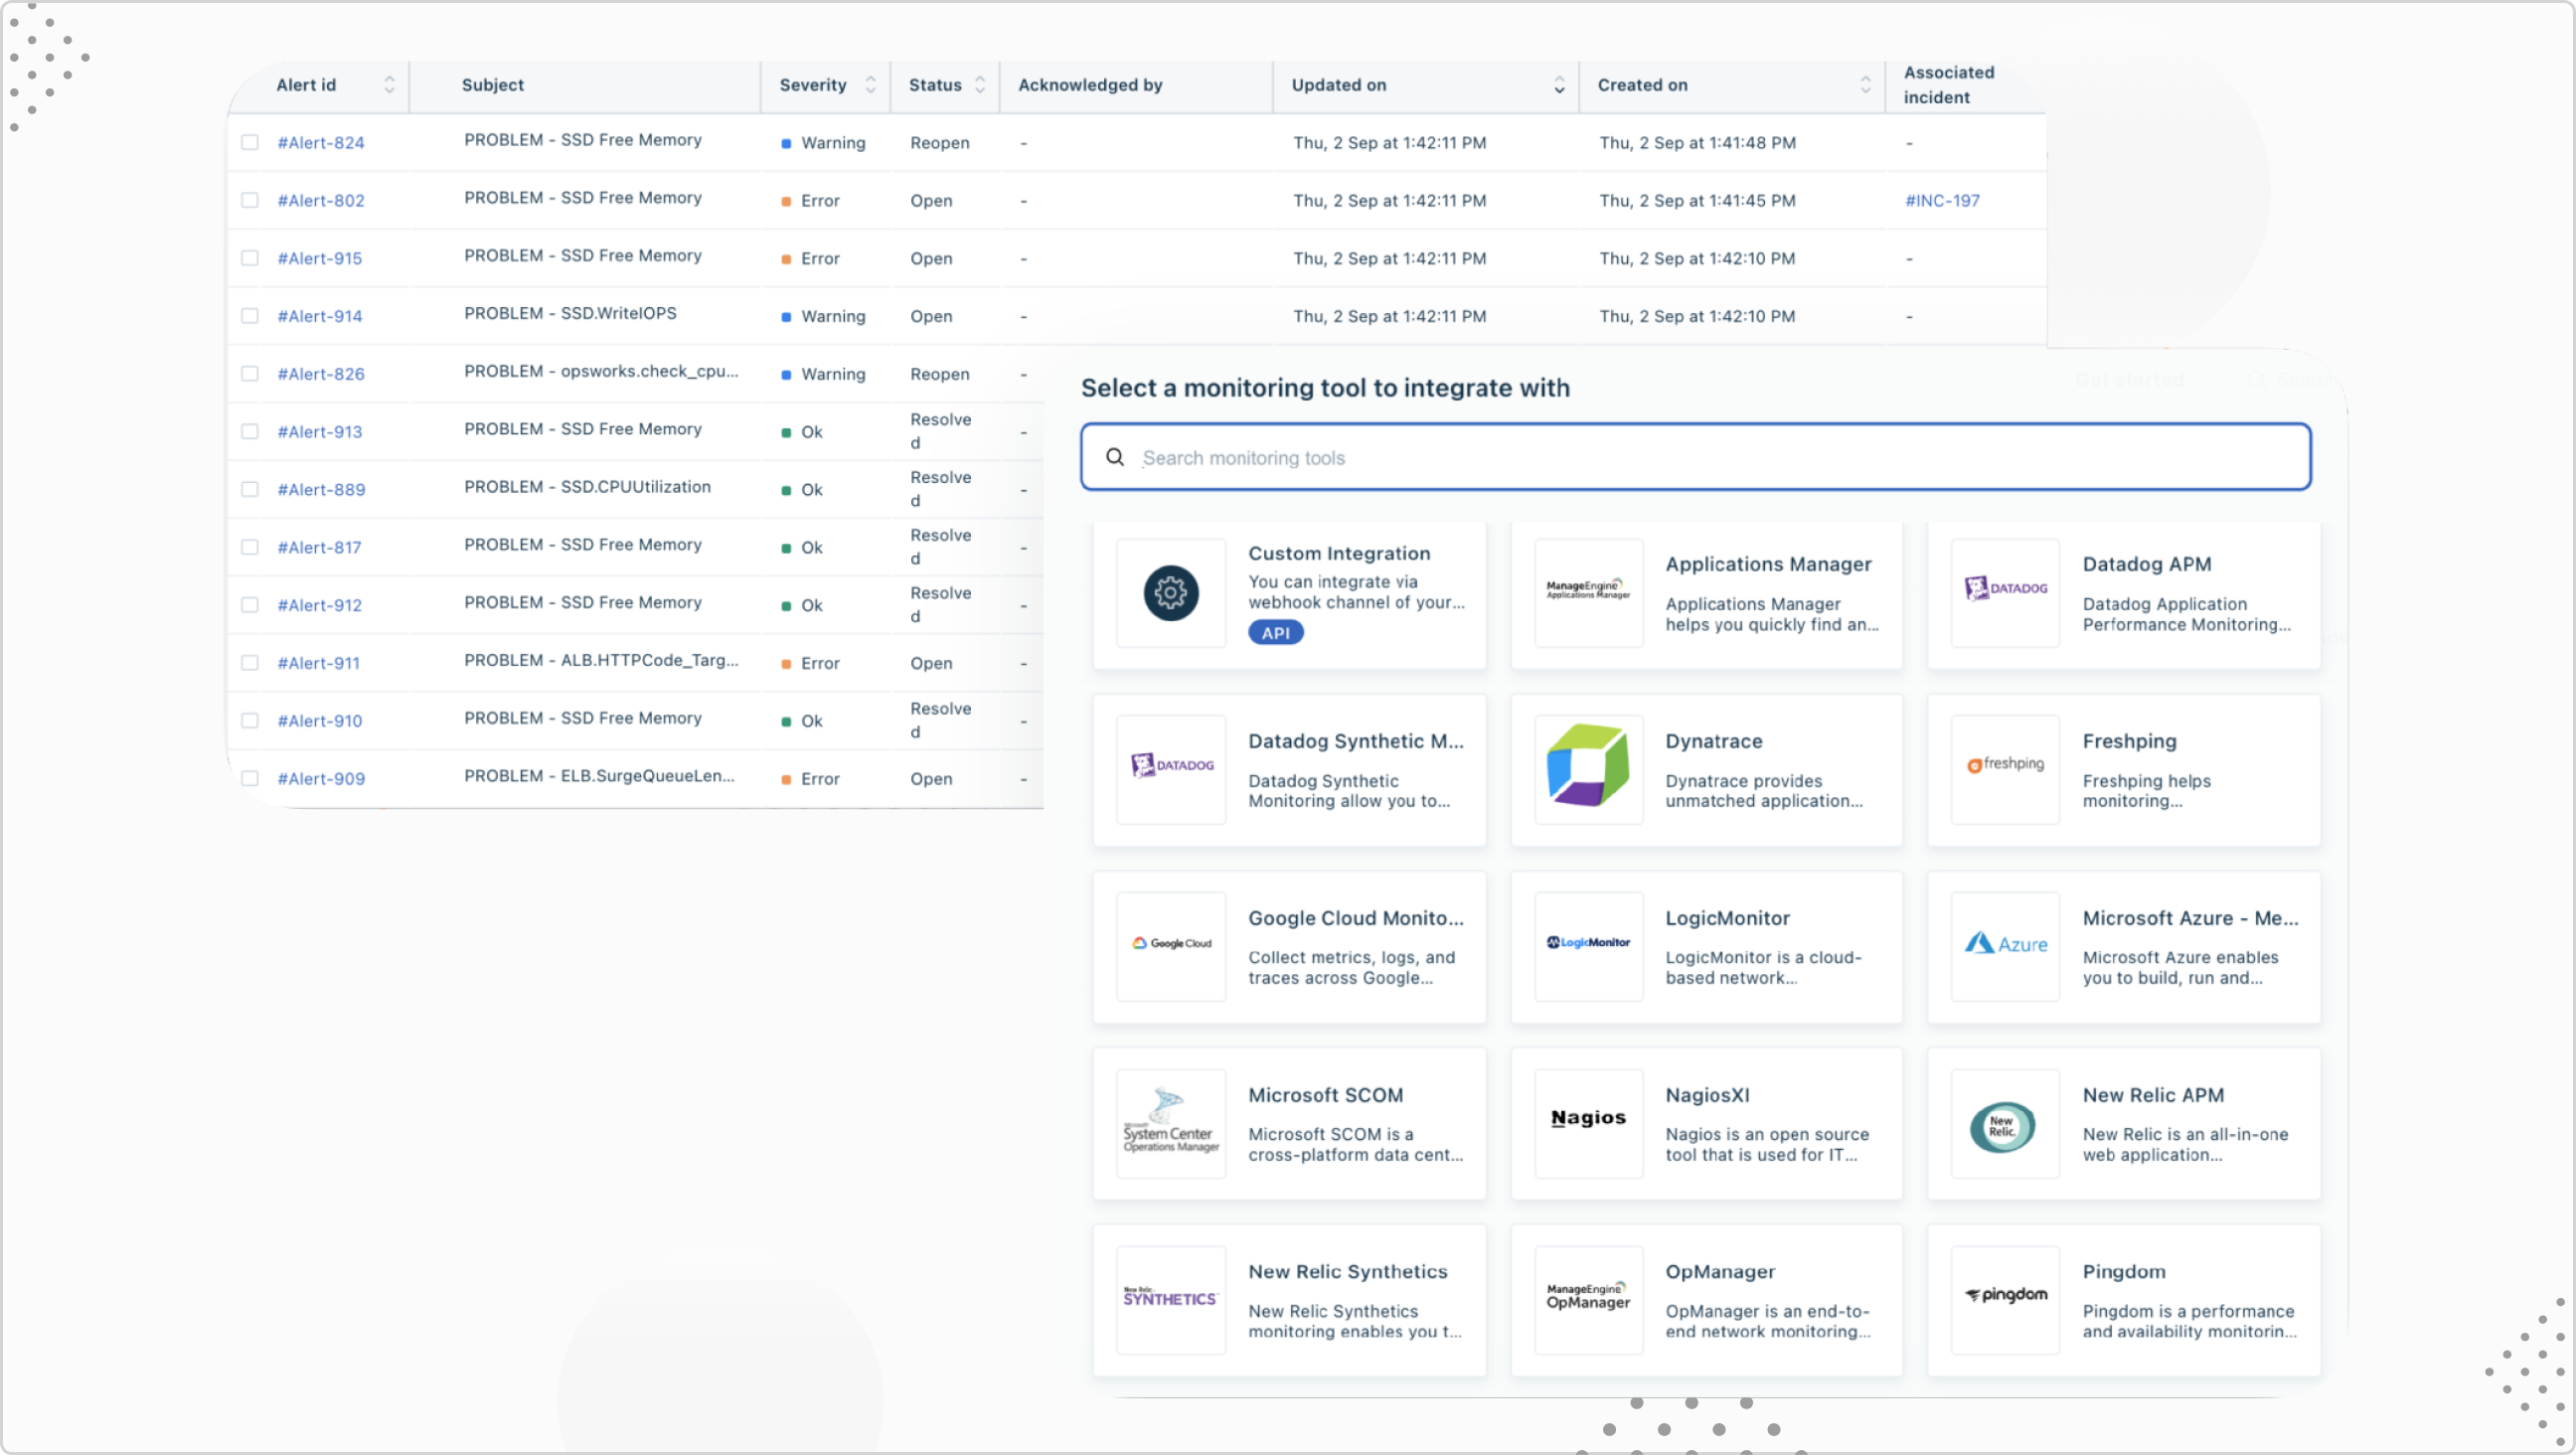 Alert id Subject Severity Status Acknowledged by Updated on Created on Associated incident
#Alert-824 PROBLEM - SSD Free Memory Warning Reopen - Thu, 2 Sep at 1:42:11 PM Thu, 2 Sep at 1:41:48 PM -
#Alert-802 PROBLEM - SSD Free Memory Error Open - Thu, 2 Sep at 1:42:11 PM Thu, 2 Sep at 1:41:45 PM #INC-197
#Alert-915 PROBLEM - SSD Free Memory Error Open - Thu, 2 Sep at 1:42:11 PM Thu, 2 Sep at 1:42:10 PM -
#Alert-914 PROBLEM - SSD.WriteIOPS Warning Open - Thu, 2 Sep at 1:42:11 PM Thu, 2 Sep at 1:42:10 PM -
#Alert-826 PROBLEM - opsworks.check_cpu... Warning Reopen -
#Alert-913 PROBLEM - SSD Free Memory Ok Resolved -
#Alert-889 PROBLEM - SSD.CPUUtilization Ok Resolved -
#Alert-817 PROBLEM - SSD Free Memory Ok Resolved -
#Alert-912 PROBLEM - SSD Free Memory Ok Resolved -
#Alert-911 PROBLEM - ALB.HTTPCode_Targ... Error Open -
#Alert-910 PROBLEM - SSD Free Memory Ok Resolved -
#Alert-909 PROBLEM - ELB.SurgeQueueLen... Error Open -
Select a monitoring tool to integrate with
Get started Search
Search monitoring tools
Custom Integration
You can integrate via
webhook channel of your...
API
ManageEngine
Applications Manager
Applications Manager
Applications Manager
helps you quickly find an...
DATADOG
Datadog APM
Datadog Application
Performance Monitoring...
DATADOG
Datadog Synthetic M...
Datadog Synthetic
Monitoring allow you to...
Dynatrace
Dynatrace provides
unmatched application...
freshping
Freshping
Freshping helps
monitoring...
Google Cloud
Google Cloud Monito...
Collect metrics, logs, and
traces across Google...
LogicMonitor
LogicMonitor
LogicMonitor is a cloud-
based network...
Azure
Microsoft Azure - Me...
Microsoft Azure enables
you to build, run and...
Microsoft
System Center
Operations Manager
Microsoft SCOM
Microsoft SCOM is a
cross-platform data cent...
Nagios
NagiosXI
Nagios is an open source
tool that is used for IT...
New
Relic.
New Relic APM
New Relic is an all-in-one
web application...
New Relic
SYNTHETICS
New Relic Synthetics
New Relic Synthetics
monitoring enables you t...
ManageEngine
OpManager
OpManager
OpManager is an end-to-
end network monitoring...
pingdom
Pingdom
Pingdom is a performance
and availability monitorin...